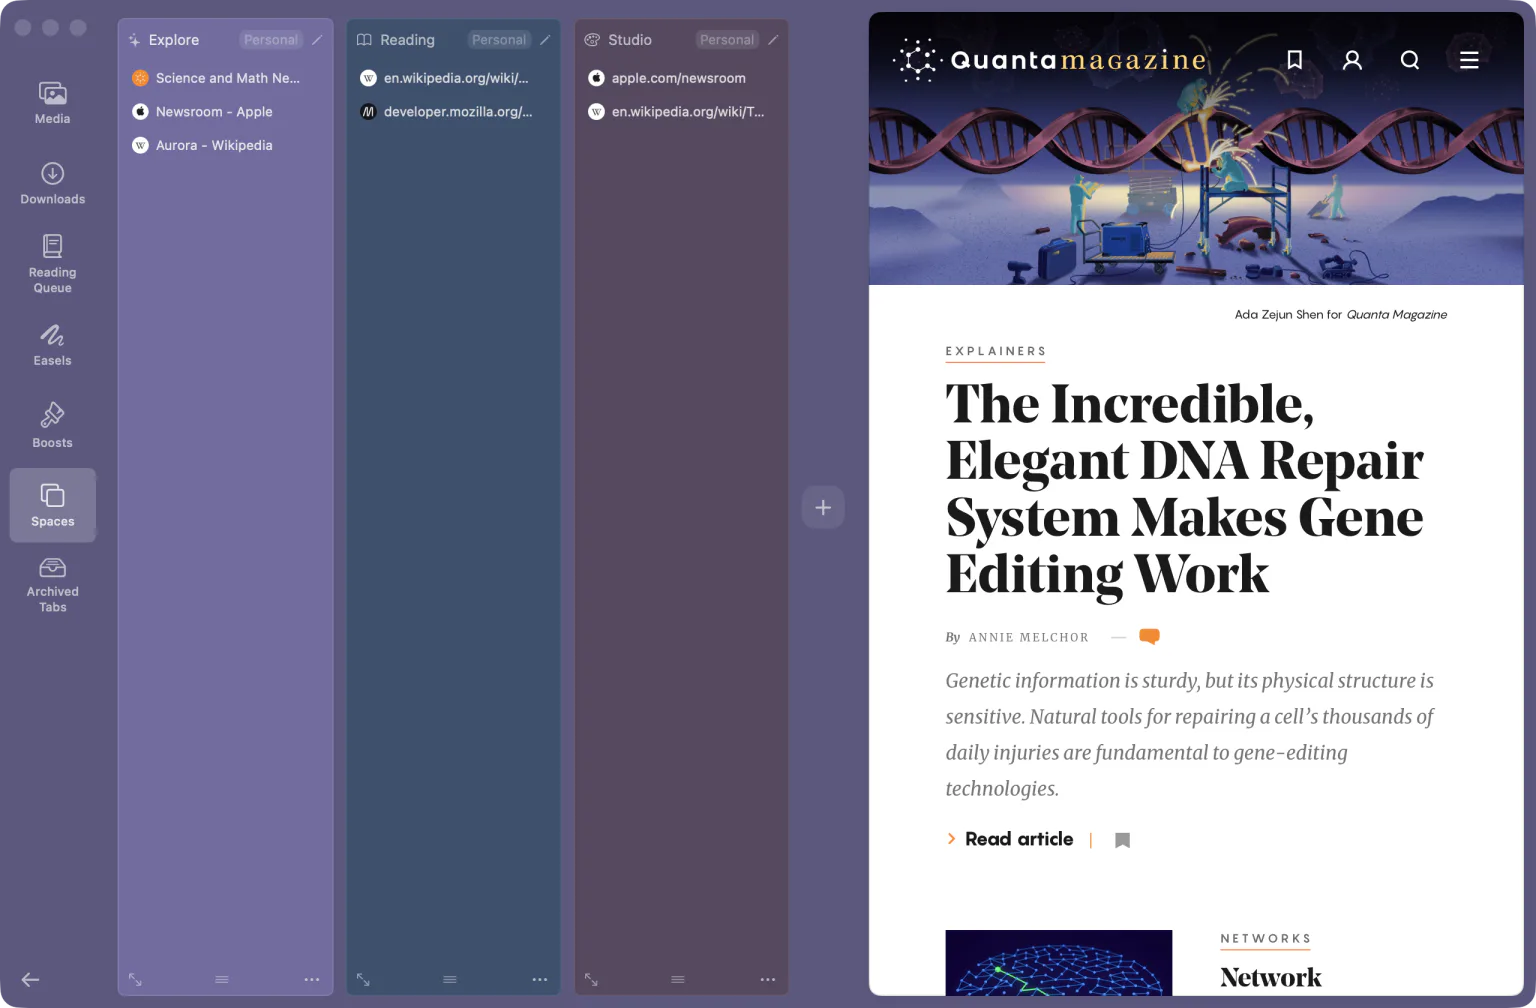 Media
Downloads
Reading
Queue
Easels
Boosts
Spaces
Archived
Tabs
Explore
Personal
Science and Math Ne...
Newsroom - Apple
Aurora - Wikipedia
Reading
Personal
en.wikipedia.org/wiki/...
developer.mozilla.org/...
Studio
Personal
apple.com/newsroom
en.wikipedia.org/wiki/T...
Quantamagazine
Ada Zejun Shen for Quanta Magazine
EXPLAINERS
The Incredible,
Elegant DNA Repair
System Makes Gene
Editing Work
By ANNIE MELCHOR
Genetic information is sturdy, but its physical structure is
sensitive. Natural tools for repairing a cell’s thousands of
daily injuries are fundamental to gene-editing
technologies.
Read article
NETWORKS
Network